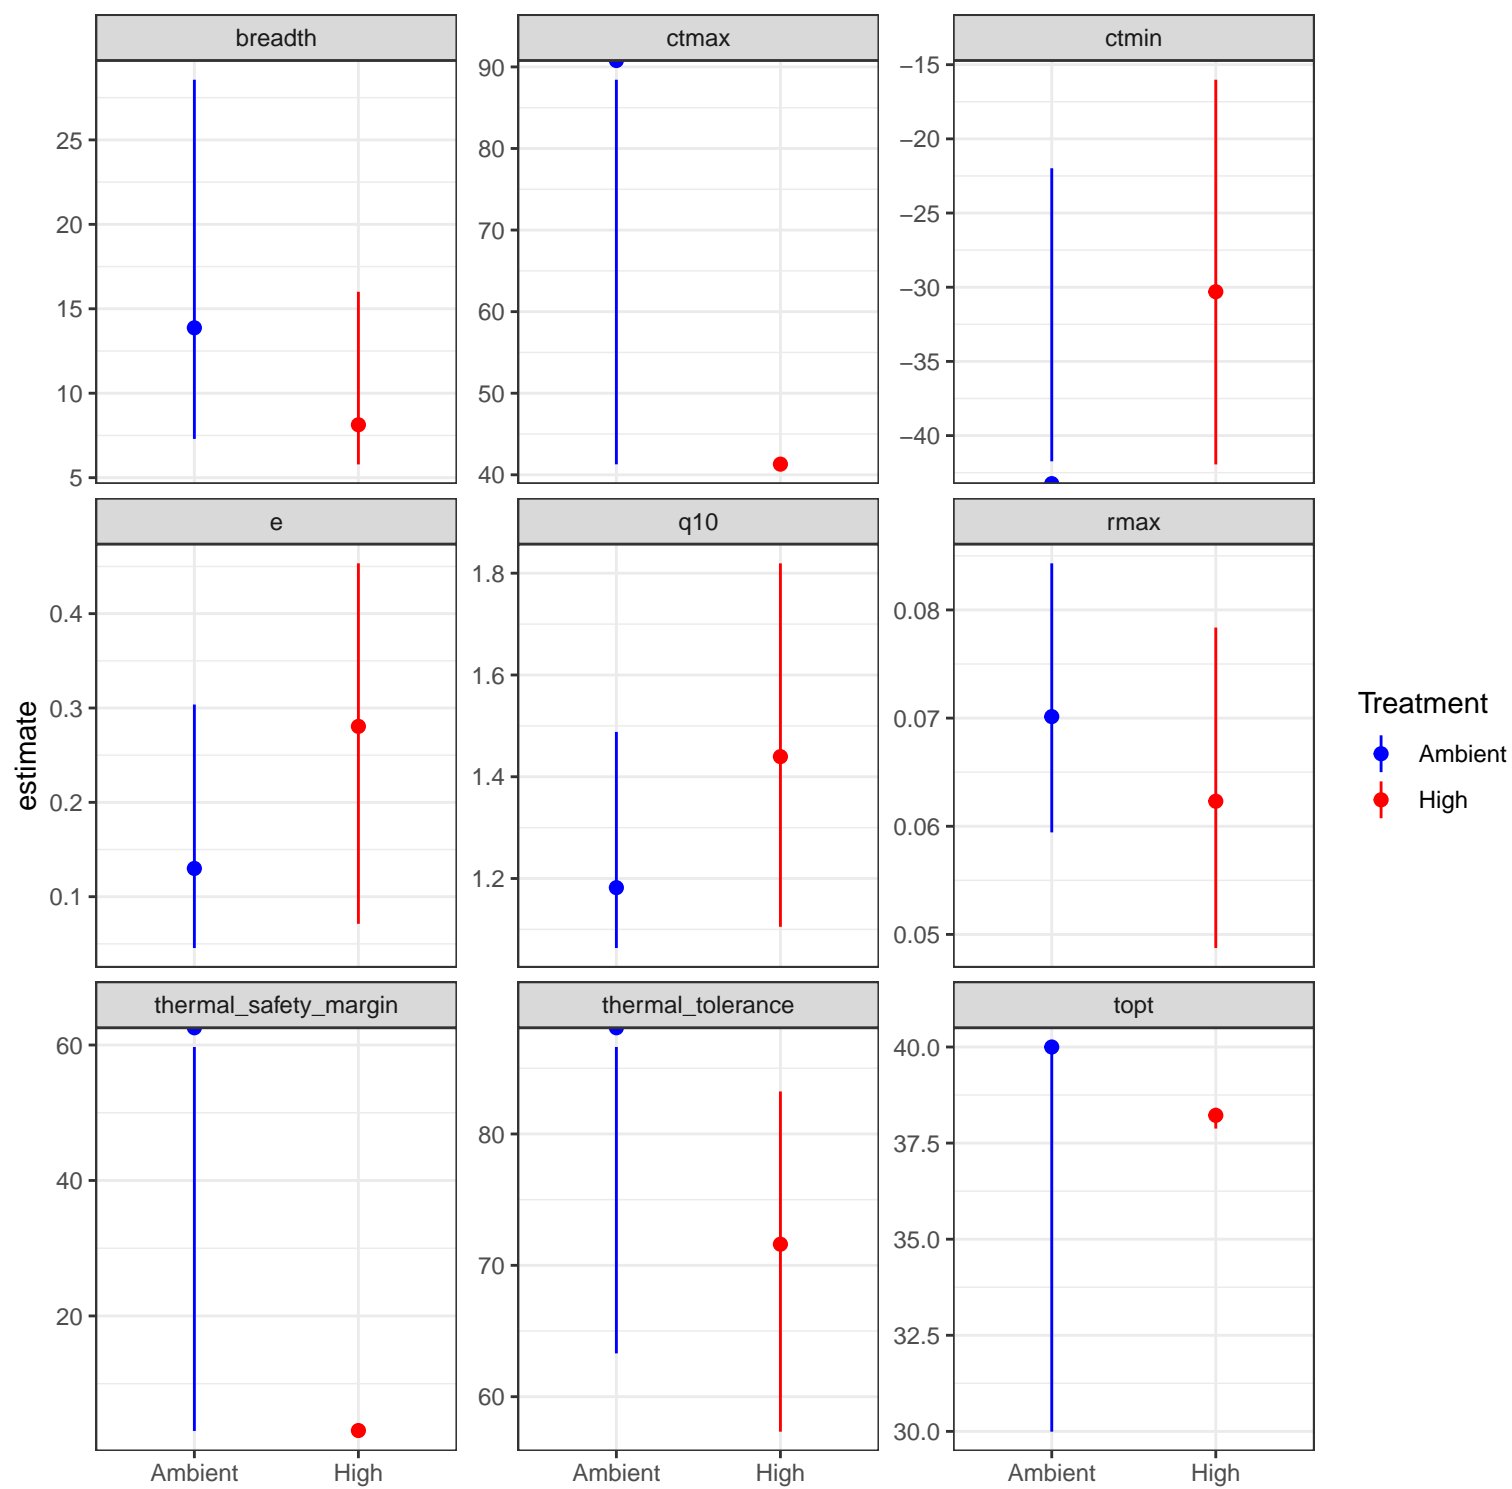 breadth
ctmax
ctmin
25
20
15
10
5
90
80
70
60
50
40
−15
−20
−25
−30
−35
−40
e
q10
rmax
0.4
0.3
0.2
0.1
1.8
1.6
1.4
1.2
0.08
0.07
0.06
0.05
estimate
Treatment
Ambient
High
thermal_safety_margin
thermal_tolerance
topt
60
40
20
80
70
60
40.0
37.5
35.0
32.5
30.0
Ambient High
Ambient High
Ambient High